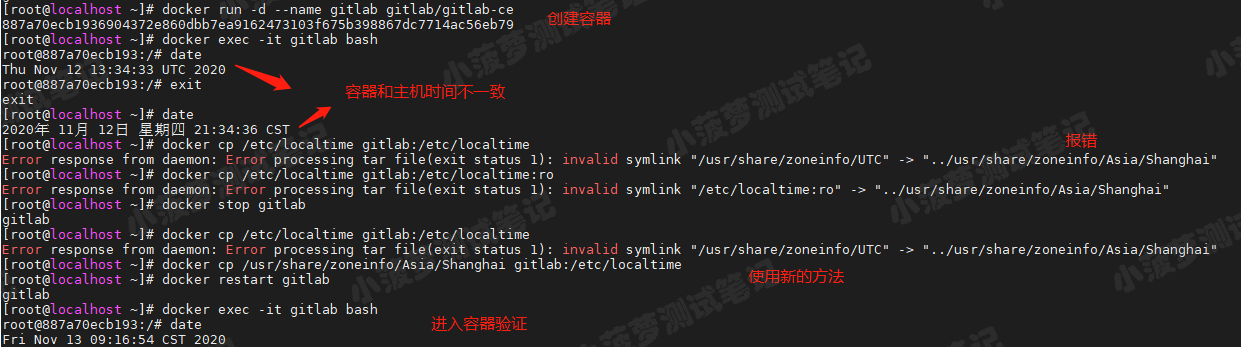 [root@localhost ~]# docker run -d --name gitlab gitlab/gitlab-ce
887a70ecb1936904372e860dbb7ea9162473103f675b398867dc7714ac56eb79 创建容器
[root@localhost ~]# docker exec -it gitlab bash
root@887a70ecb193:/# date
Thu Nov 12 13:34:33 UTC 2020
root@887a70ecb193:/# exit
exit 容器和主机时间不一致
[root@localhost ~]# date
2020年 11月 12日 星期四 21:34:36 CST
[root@localhost ~]# docker cp /etc/localtime gitlab:/etc/localtime 报错
Error response from daemon: Error processing tar file(exit status 1): invalid symlink "/usr/share/zoneinfo/UTC" -> "../usr/share/zoneinfo/Asia/Shanghai"
[root@localhost ~]# docker cp /etc/localtime gitlab:/etc/localtime:ro
Error response from daemon: Error processing tar file(exit status 1): invalid symlink "/etc/localtime:ro" -> "../usr/share/zoneinfo/Asia/Shanghai"
[root@localhost ~]# docker stop gitlab
gitlab
[root@localhost ~]# docker cp /etc/localtime gitlab:/etc/localtime
Error response from daemon: Error processing tar file(exit status 1): invalid symlink "/usr/share/zoneinfo/UTC" -> "../usr/share/zoneinfo/Asia/Shanghai"
[root@localhost ~]# docker cp /usr/share/zoneinfo/Asia/Shanghai gitlab:/etc/localtime
[root@localhost ~]# docker restart gitlab 使用新的方法
gitlab
[root@localhost ~]# docker exec -it gitlab bash
root@887a70ecb193:/# date 进入容器验证
Fri Nov 13 09:16:54 CST 2020
小菠萝测试笔记